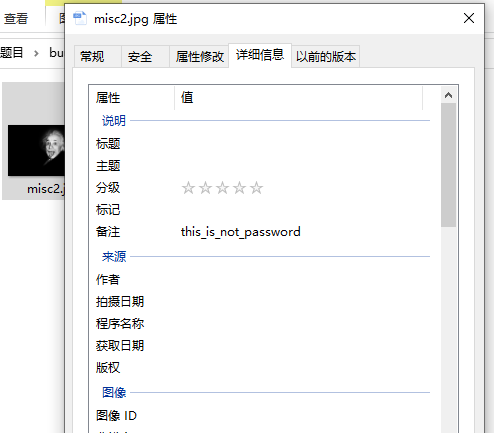 查看
misc2.jpg 属性
题目
bu
常规 安全 属性修改 详细信息 以前的版本
属性 值
说明
标题
主题
分级
标记
备注 this_is_not_password
来源
作者
拍摄日期
程序名称
获取日期
版权
图像
图像 ID
misc2.j